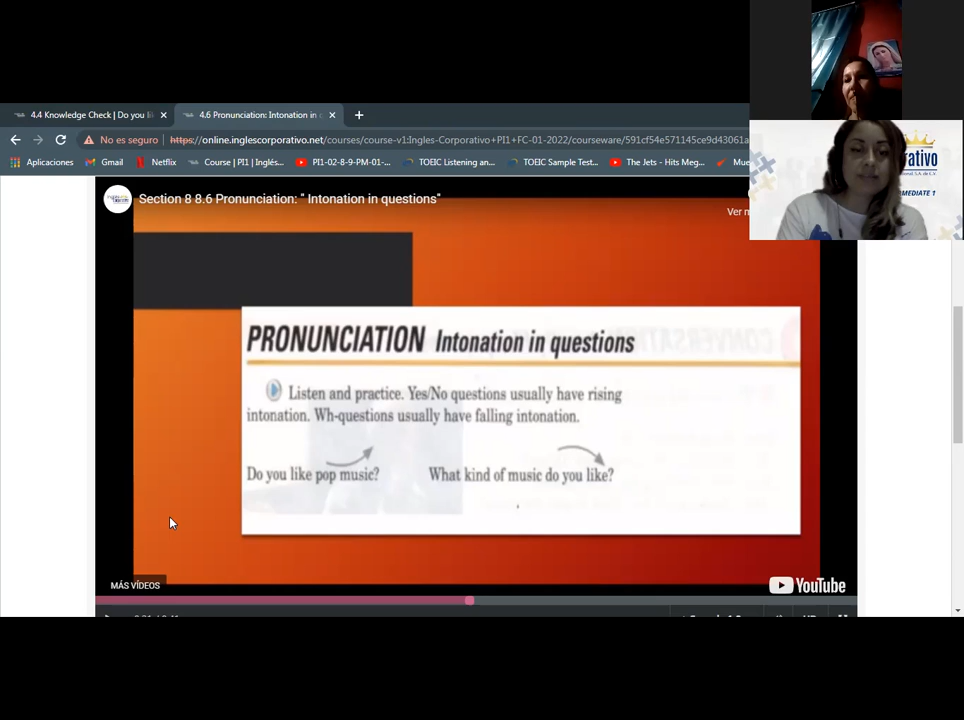 4.4 Knowledge Check | Do you li
4.6 Pronunciation: "Intonation in
No es seguro
https://online.inglescorporativo.net/courses/course-v1:Ingles-Corporativo+PI1+FC-01-2022/courseware/591cf54e571145ce9d43061a
Aplicaciones
Gmail
Netflix
Course | PI1 | Inglés...
PI1-02-8-9-PM-01-...
TOEIC Listening an...
TOEIC Sample Test...
The Jets - Hits Meg...
Section 8 8.6 Pronunciation: " Intonation in questions"
PRONUNCIATION Intonation in questions
Listen and practice. Yes/No questions usually have rising
intonation. Wh-questions usually have falling intonation.
Do you like pop music? What kind of music do you like?
MÁS VÍDEOS
YouTube